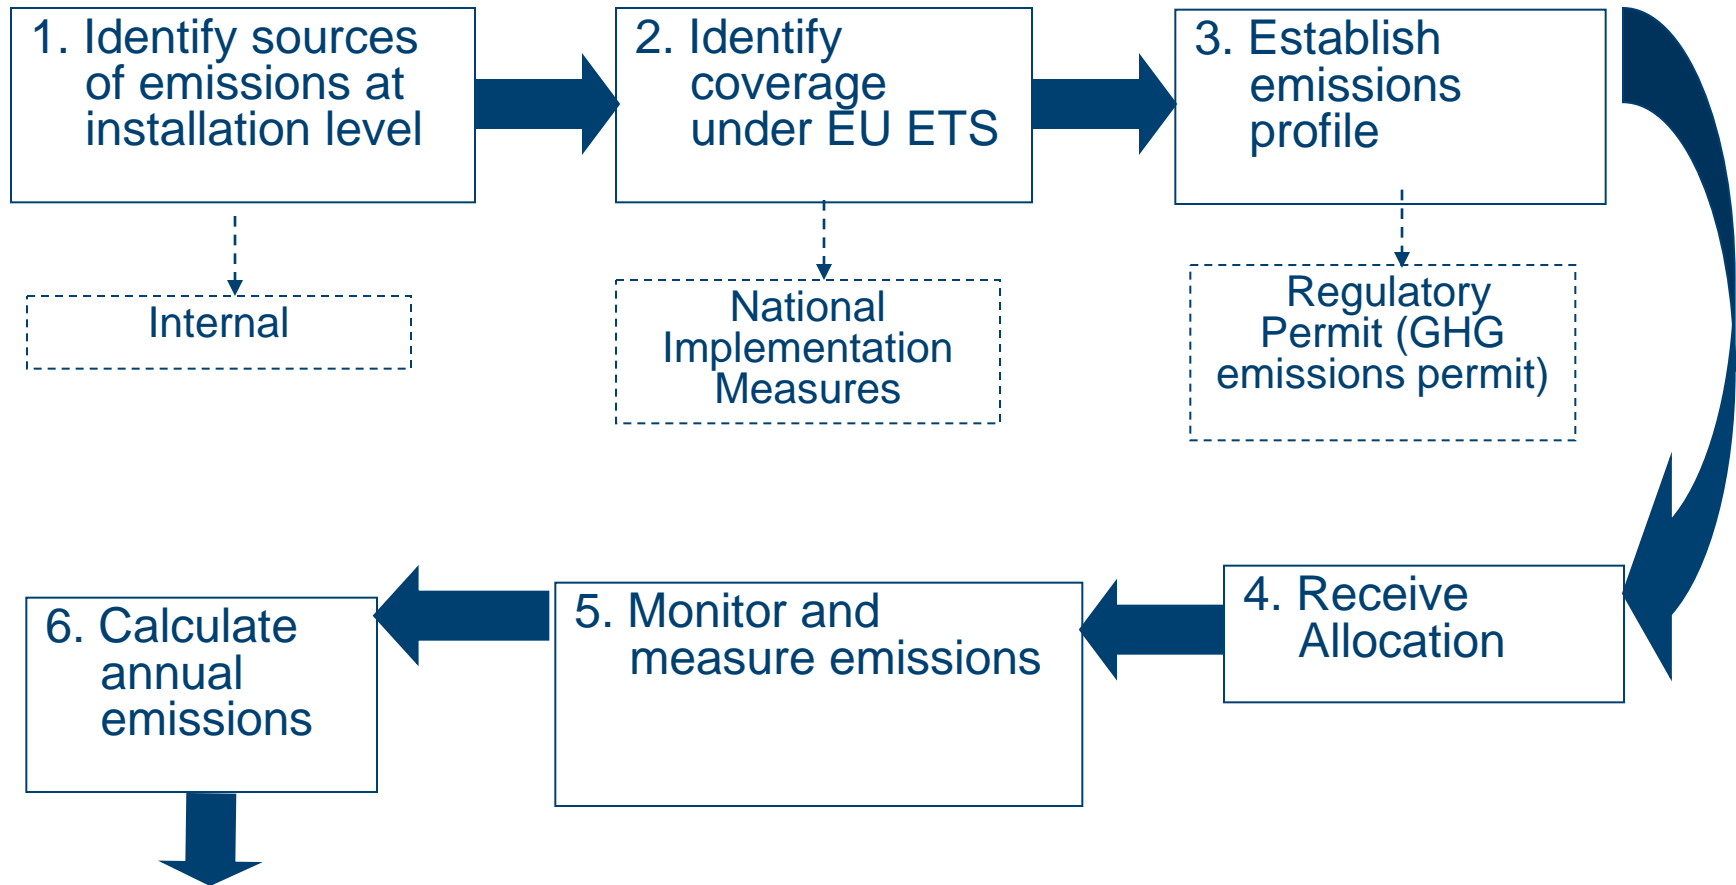 1. Identify sources
of emissions at
installation level
2. Identify
coverage
under EU ETS
3. Establish
emissions
profile
Internal
National
Implementation
Measures
Regulatory
Permit (GHG
emissions permit)
4. Receive
Allocation
5. Monitor and
measure emissions
6. Calculate
annual
emissions